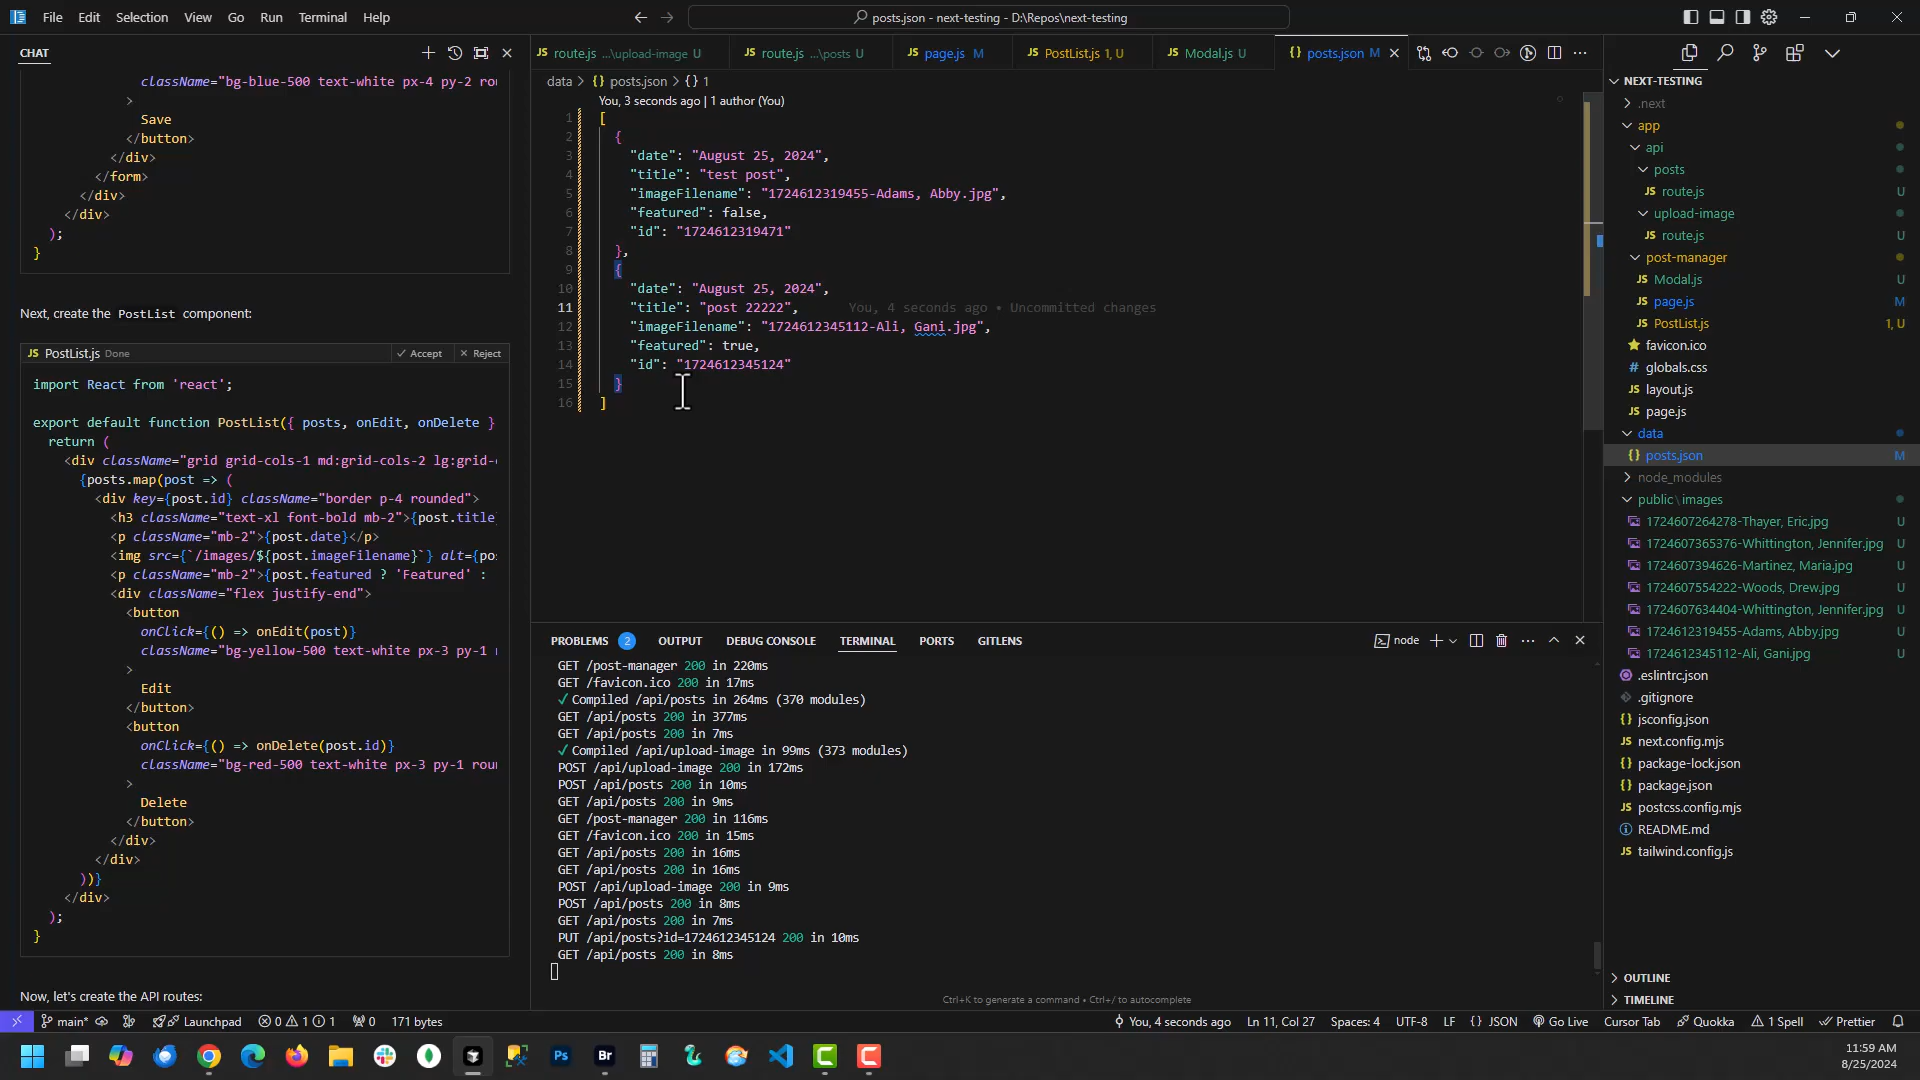 File Edit Selection View Go Run Terminal Help
posts.json - next-testing - D:\Repos\next-testing
CHAT
className="bg-blue-500 text-white px-4 py-2 rou
>
Save
</button>
</div>
</form>
</div>
</div>
);
}
Next, create the PostList component:
JS PostList.js Done Accept Reject
import React from 'react';
export default function PostList({ posts, onEdit, onDelete }
return (
<div className="grid grid-cols-1 md:grid-cols-2 lg:grid-c
{posts.map(post => (
<div key={post.id} className="border p-4 rounded">
<h3 className="text-xl font-bold mb-2">{post.title
<p className="mb-2">{post.date}</p>
<img src={`/images/${post.imageFilename}`} alt={po
<p className="mb-2">{post.featured ? 'Featured' :
<div className="flex justify-end">
<button
onClick={() => onEdit(post)}
className="bg-yellow-500 text-white px-3 py-1
>
Edit
</button>
<button
onClick={() => onDelete(post.id)}
className="bg-red-500 text-white px-3 py-1 rou
>
Delete
</button>
</div>
</div>
))}
</div>
);
}
Now, let's create the API routes:
JS route.js ...\upload-image U JS route.js ...\posts U JS page.js M JS PostList.js 1, U JS Modal.js U {} posts.json M
data > {} posts.json > {} 1
You, 3 seconds ago | 1 author (You)
1 [
2 {
3 "date": "August 25, 2024",
4 "title": "test post",
5 "imageFilename": "1724612319455-Adams, Abby.jpg",
6 "featured": false,
7 "id": "1724612319471"
8 },
9 {
10 "date": "August 25, 2024",
11 "title": "post 22222", You, 4 seconds ago • Uncommitted changes
12 "imageFilename": "1724612345112-Ali, Gani.jpg",
13 "featured": true,
14 "id": "1724612345124"
15 }
16 ]
PROBLEMS 2 OUTPUT DEBUG CONSOLE TERMINAL PORTS GITLENS node
GET /post-manager 200 in 220ms
GET /favicon.ico 200 in 17ms
✓ Compiled /api/posts in 264ms (370 modules)
GET /api/posts 200 in 377ms
GET /api/posts 200 in 7ms
✓ Compiled /api/upload-image in 99ms (373 modules)
POST /api/upload-image 200 in 172ms
POST /api/posts 200 in 10ms
GET /api/posts 200 in 9ms
GET /post-manager 200 in 116ms
GET /favicon.ico 200 in 15ms
GET /api/posts 200 in 16ms
GET /api/posts 200 in 16ms
POST /api/upload-image 200 in 9ms
POST /api/posts 200 in 8ms
GET /api/posts 200 in 7ms
PUT /api/posts?id=1724612345124 200 in 10ms
GET /api/posts 200 in 8ms
Ctrl+K to generate a command • Ctrl+/ to autocomplete
NEXT-TESTING
.next
app
api
posts
JS route.js U
upload-image
JS route.js U
post-manager
JS Modal.js U
JS page.js M
JS PostList.js 1, U
favicon.ico
# globals.css
JS layout.js
JS page.js
data
{} posts.json M
node_modules
public \ images
1724607264278-Thayer, Eric.jpg U
1724607365376-Whittington, Jennifer.jpg U
1724607394626-Martinez, Maria.jpg U
1724607554222-Woods, Drew.jpg U
1724607634404-Whittington, Jennifer.jpg U
1724612319455-Adams, Abby.jpg U
1724612345112-Ali, Gani.jpg U
.eslintrc.json
.gitignore
{} jsconfig.json
JS next.config.mjs
{} package-lock.json
{} package.json
JS postcss.config.mjs
README.md
JS tailwind.config.js
OUTLINE
TIMELINE
main* Launchpad 0 1 1 0 171 bytes You, 4 seconds ago Ln 11, Col 27 Spaces: 4 UTF-8 LF {} JSON Go Live Cursor Tab Quokka 1 Spell Prettier
Ps Br
11:59 AM
8/25/2024